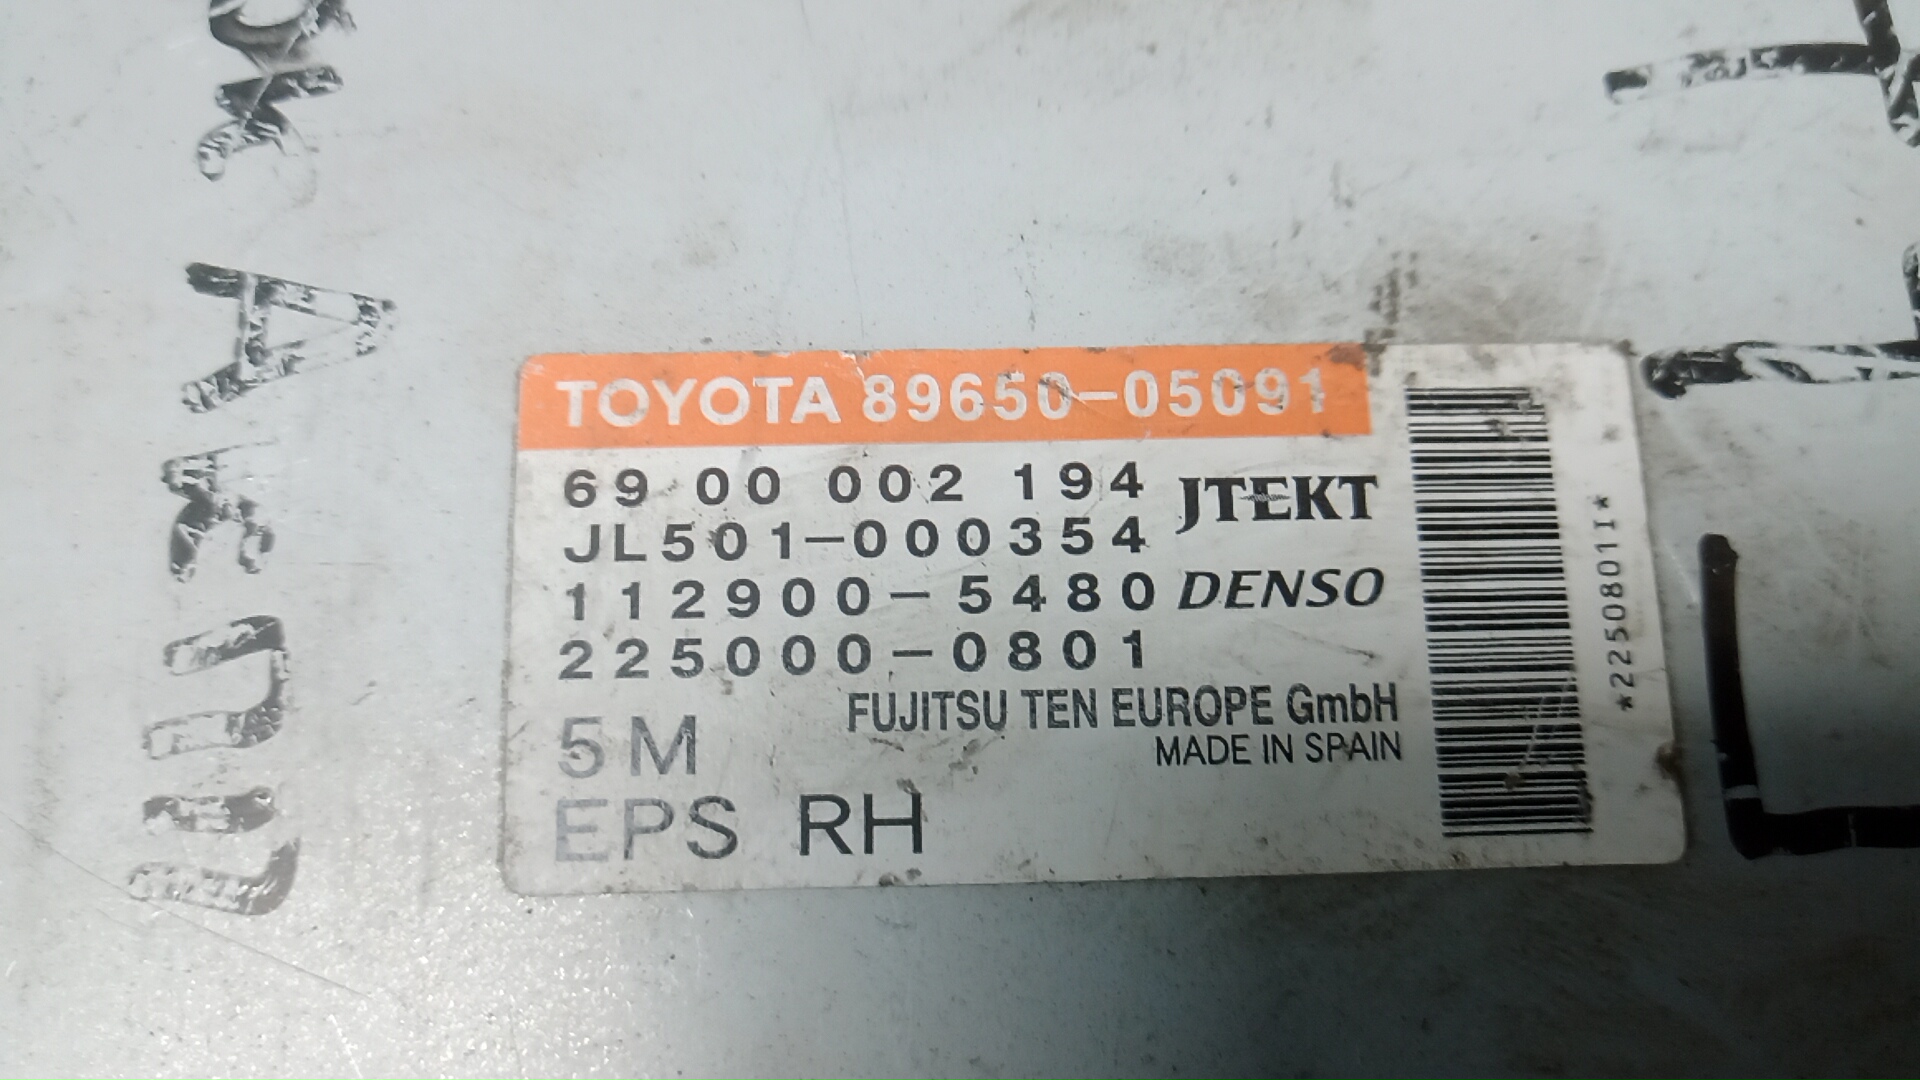 TOYOTA 89650-05091
69 00 002 194
JTEKT
JL501-000354
112900-5480 DENSO
225000-0801
FUJITSU TEN EUROPE GmbH
5M
MADE IN SPAIN
EPS RH
*22508011*